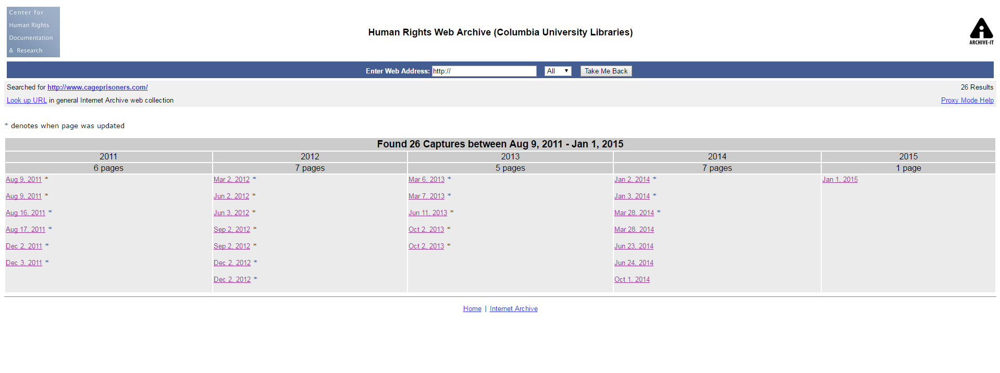 Center for
Human Rights
Documentation
& Research
Human Rights Web Archive (Columbia University Libraries)
ARCHIVE-IT
Enter Web Address: http:// All Take Me Back
Searched for http://www.cageprisoners.com/ 26 Results
Look up URL in general Internet Archive web collection Proxy Mode Help
* denotes when page was updated
Found 26 Captures between Aug 9, 2011 - Jan 1, 2015
2011 2012 2013 2014 2015
6 pages 7 pages 5 pages 7 pages 1 page
Aug 9, 2011 * Mar 2, 2012 * Mar 6, 2013 * Jan 2, 2014 * Jan 1, 2015
Aug 9, 2011 * Jun 2, 2012 * Mar 7, 2013 * Jan 3, 2014 *
Aug 16, 2011 * Jun 3, 2012 * Jun 11, 2013 * Mar 28, 2014 *
Aug 17, 2011 * Sep 2, 2012 * Oct 2, 2013 * Mar 28, 2014
Dec 2, 2011 * Sep 2, 2012 * Oct 2, 2013 * Jun 23, 2014
Dec 3, 2011 * Dec 2, 2012 * Jun 24, 2014
Dec 2, 2012 * Oct 1, 2014
Home | Internet Archive